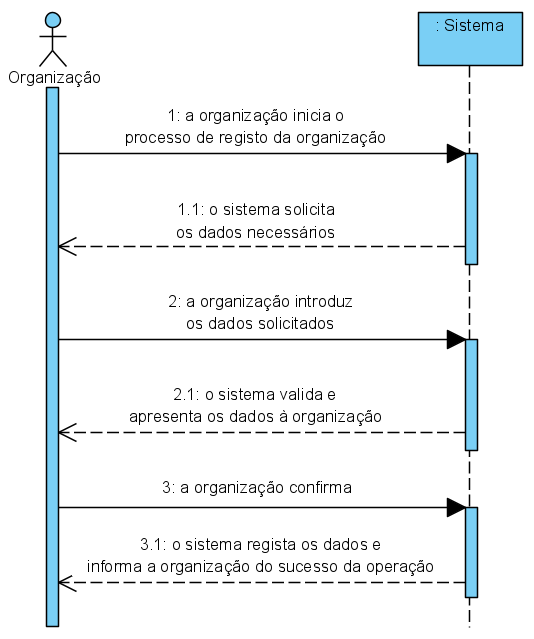 : Sistema
Organização
1: a organização inicia o
processo de registo da organização
1.1: o sistema solicita
os dados necessários
2: a organização introduz
os dados solicitados
2.1: o sistema valida e
apresenta os dados à organização
3: a organização confirma
3.1: o sistema regista os dados e
informa a organização do sucesso da operação